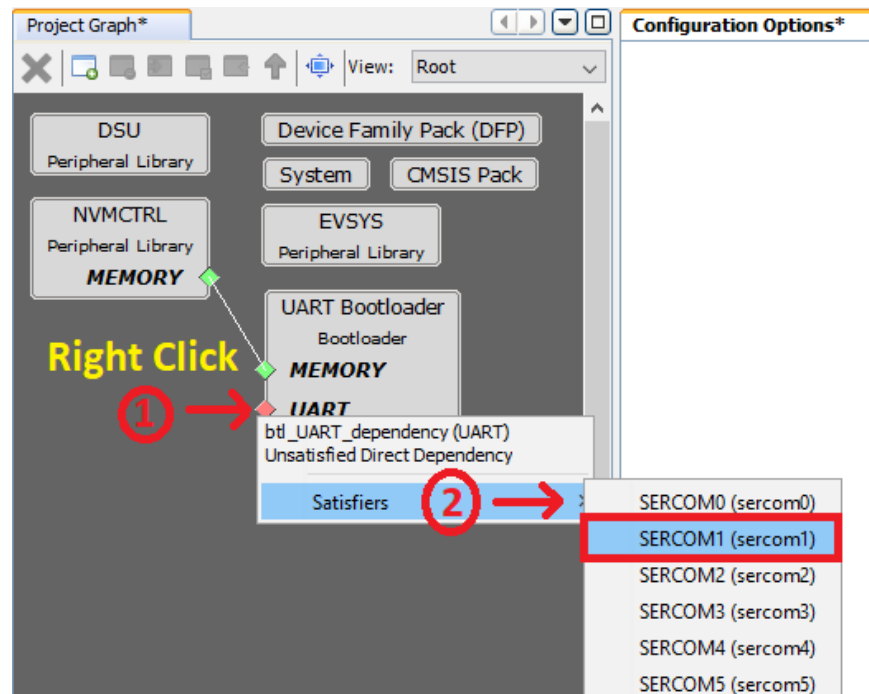 Project Graph*
Configuration Options*
View: Root
DSU
Peripheral Library
Device Family Pack (DFP)
System
CMSIS Pack
NVMCTRL
Peripheral Library
MEMORY
EVSYS
Peripheral Library
UART Bootloader
Bootloader
MEMORY
UART
Right Click
1
btl_UART_dependency (UART)
Unsatisfied Direct Dependency
Satisfiers
2
SERCOM0 (sercom0)
SERCOM1 (sercom1)
SERCOM2 (sercom2)
SERCOM3 (sercom3)
SERCOM4 (sercom4)
SERCOM5 (sercom5)